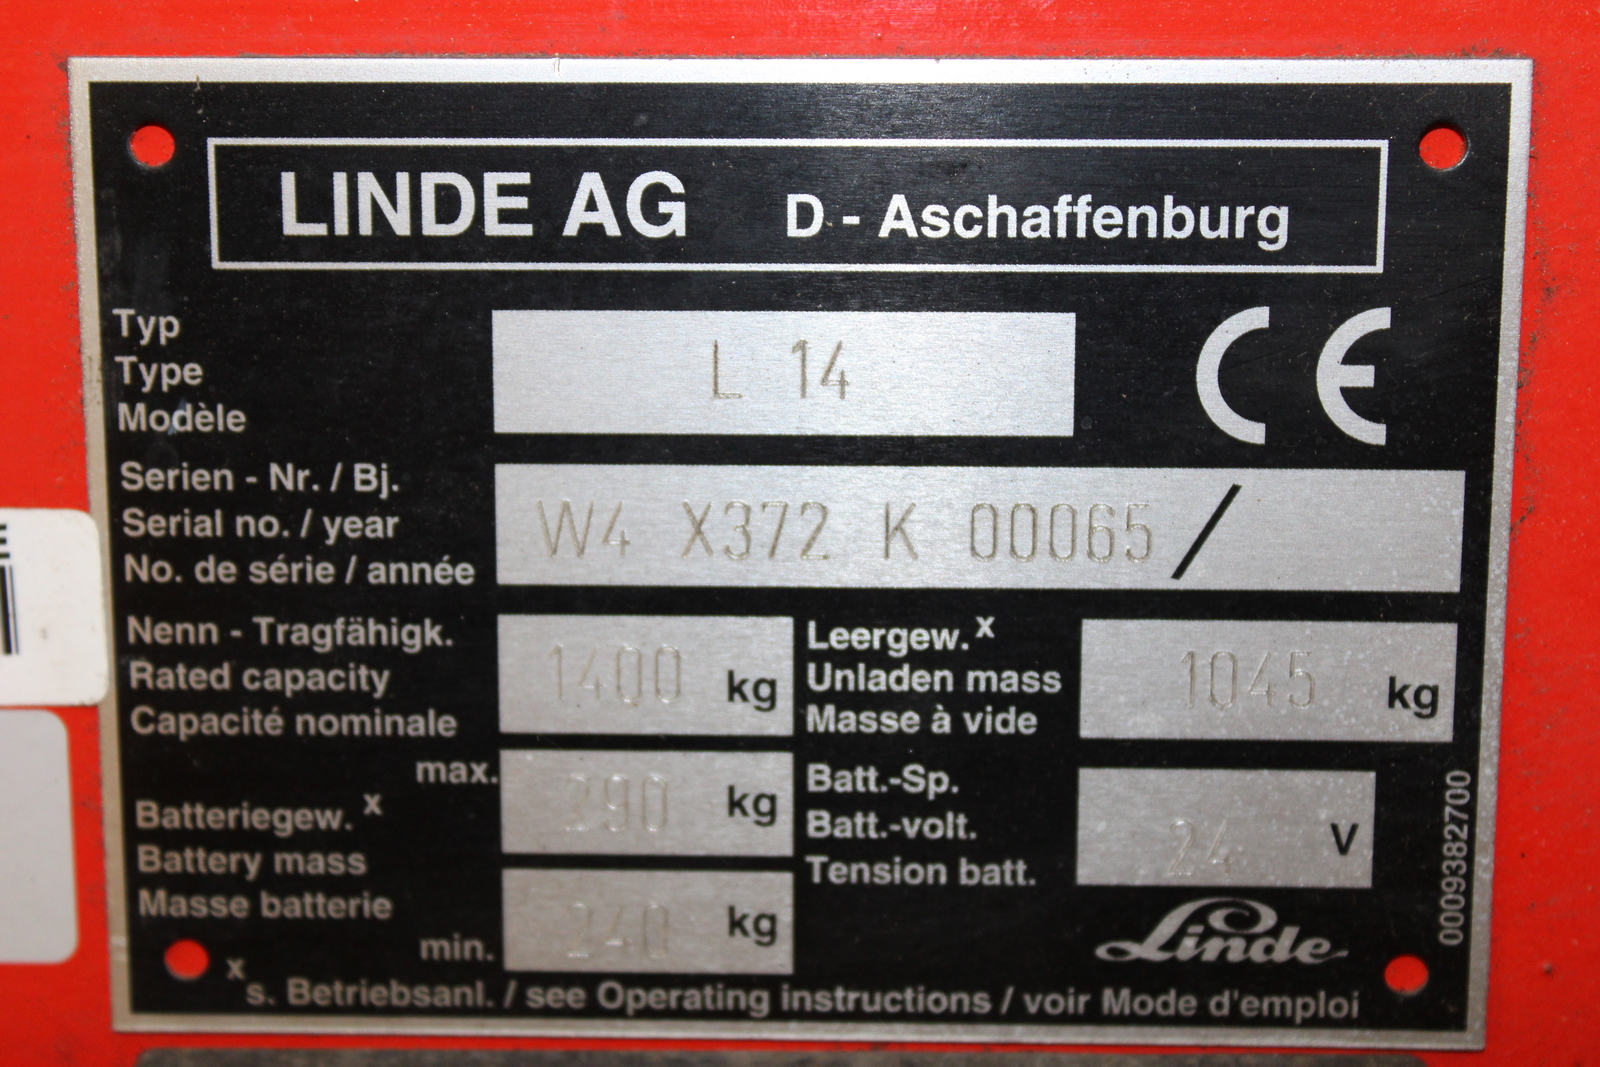 LINDE AG D - Aschaffenburg
Typ
Type
Modèle
L 14
CE
Serien - Nr. / Bj.
Serial no. / year
No. de série / année
W4 X372 K 00065 /
Nenn - Tragfähigk.
Rated capacity
Capacité nominale
1400 kg
Leergew. x
Unladen mass
Masse à vide
1045 kg
max.
Batteriegew. x
Battery mass
Masse batterie
min.
kg
240 kg
Batt.-Sp.
Batt.-volt.
Tension batt.
24 V
Linde
0009382700
x s. Betriebsanl. / see Operating instructions / voir Mode d'emploi
E